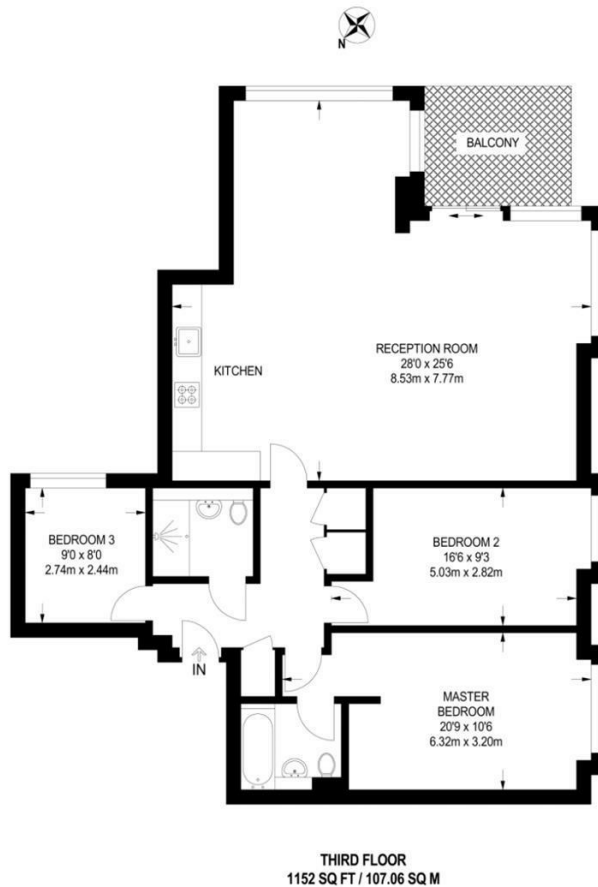 N
BALCONY
RECEPTION ROOM
28'0 x 25'6
8.53m x 7.77m
KITCHEN
BEDROOM 3
9'0 x 8'0
2.74m x 2.44m
BEDROOM 2
16'6 x 9'3
5.03m x 2.82m
IN
MASTER
BEDROOM
20'9 x 10'6
6.32m x 3.20m
THIRD FLOOR
1152 SQ FT / 107.06 SQ M